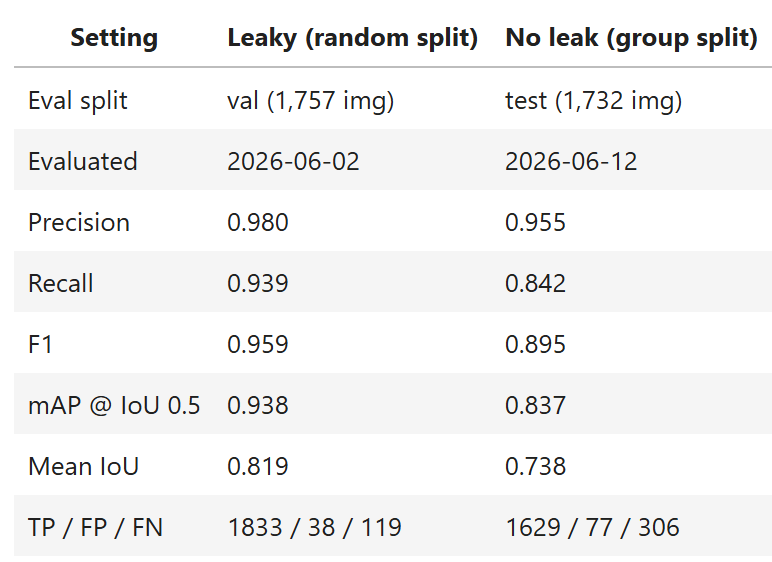 Setting Leaky (random split) No leak (group split)
Eval split val (1,757 img) test (1,732 img)
Evaluated 2026-06-02 2026-06-12
Precision 0.980 0.955
Recall 0.939 0.842
F1 0.959 0.895
mAP @ IoU 0.5 0.938 0.837
Mean IoU 0.819 0.738
TP / FP / FN 1833 / 38 / 119 1629 / 77 / 306